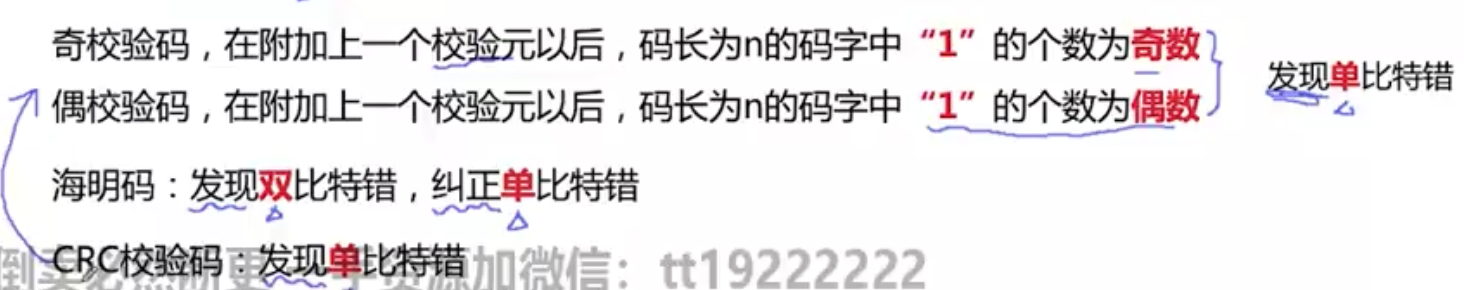 奇校验码，在附加上一个校验元以后，码长为n的码字中“1”的个数为奇数
偶校验码，在附加上一个校验元以后，码长为n的码字中“1”的个数为偶数
发现单比特错
海明码：发现双比特错，纠正单比特错
CRC校验码：发现单比特错
源加微信：tt19222222